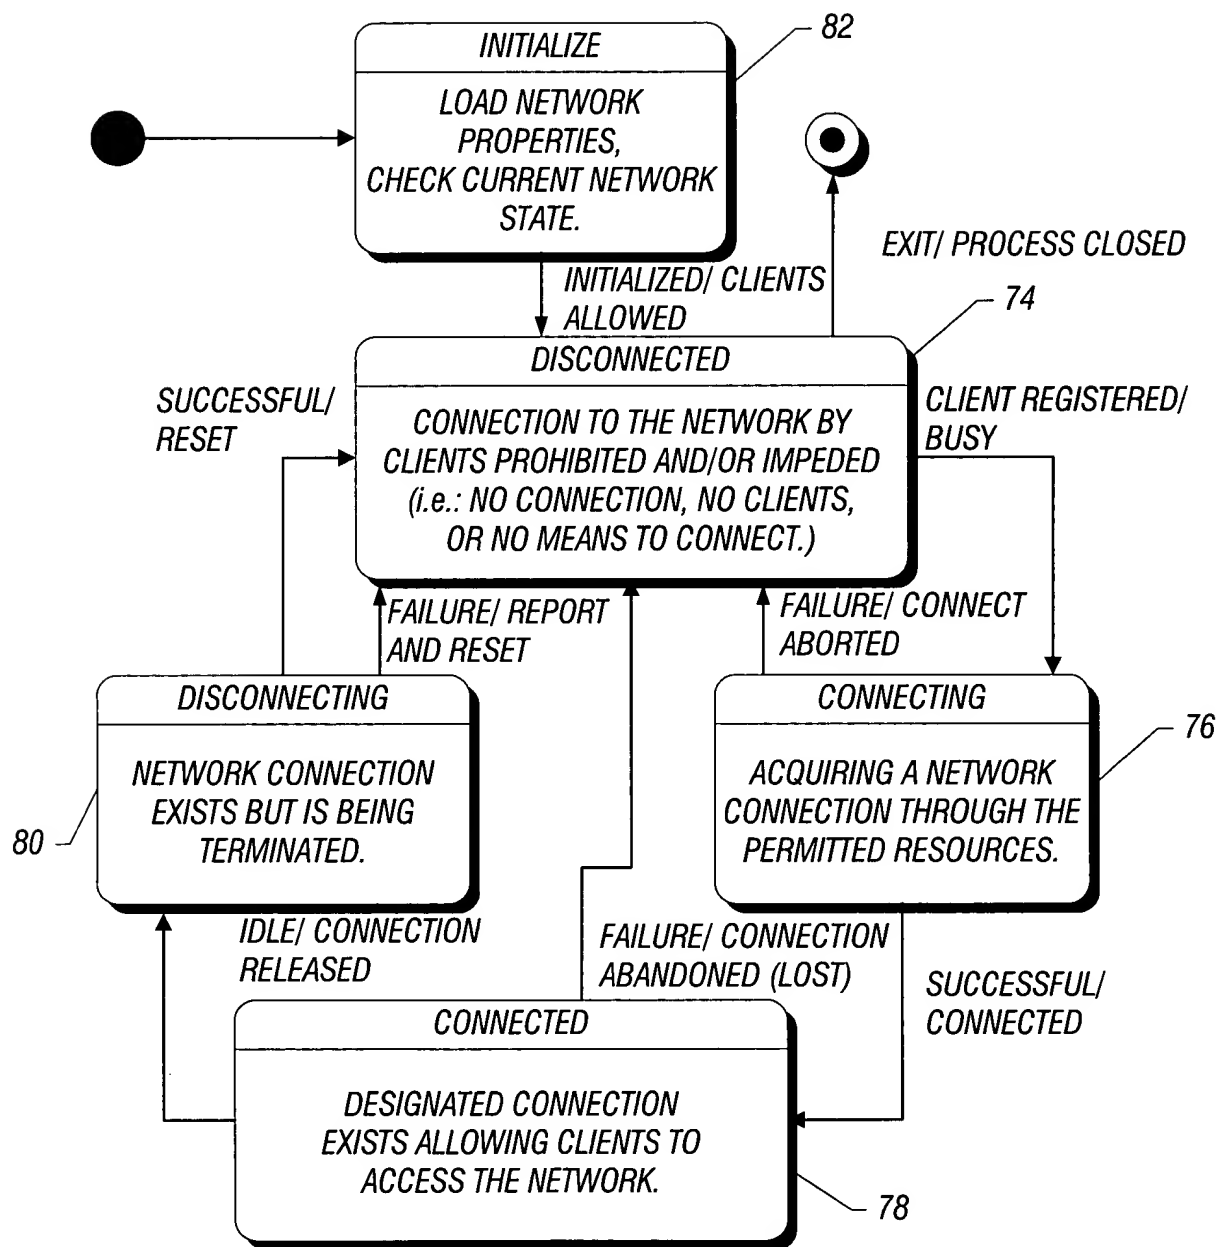 82
INITIALIZE
LOAD NETWORK
PROPERTIES,
CHECK CURRENT NETWORK
STATE.
EXIT/ PROCESS CLOSED
INITIALIZED/ CLIENTS
ALLOWED
74
DISCONNECTED
CONNECTION TO THE NETWORK BY
CLIENTS PROHIBITED AND/OR IMPEDED
(i.e.: NO CONNECTION, NO CLIENTS,
OR NO MEANS TO CONNECT.)
SUCCESSFUL/
RESET
CLIENT REGISTERED/
BUSY
FAILURE/ REPORT
AND RESET
FAILURE/ CONNECT
ABORTED
DISCONNECTING
NETWORK CONNECTION
EXISTS BUT IS BEING
TERMINATED.
80
CONNECTING
ACQUIRING A NETWORK
CONNECTION THROUGH THE
PERMITTED RESOURCES.
76
IDLE/ CONNECTION
RELEASED
FAILURE/ CONNECTION
ABANDONED (LOST)
SUCCESSFUL/
CONNECTED
CONNECTED
DESIGNATED CONNECTION
EXISTS ALLOWING CLIENTS TO
ACCESS THE NETWORK.
78